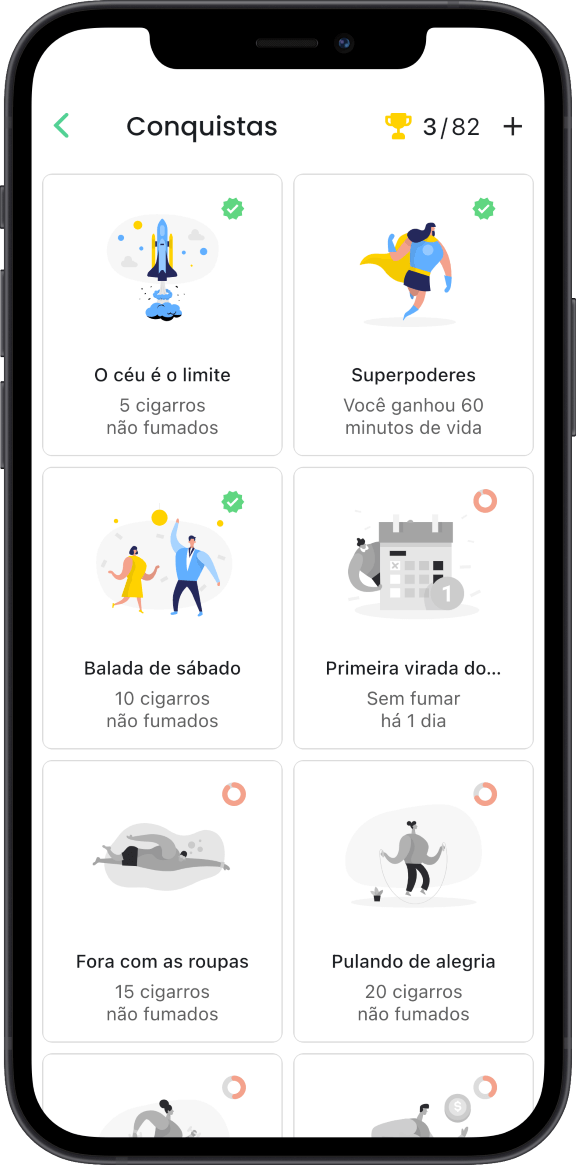 Conquistas
3/82
O céu é o limite
5 cigarros
não fumados
Superpoderes
Você ganhou 60
minutos de vida
Balada de sábado
10 cigarros
não fumados
Primeira virada do...
Sem fumar
há 1 dia
1
Fora com as roupas
15 cigarros
não fumados
Pulando de alegria
20 cigarros
não fumados
$